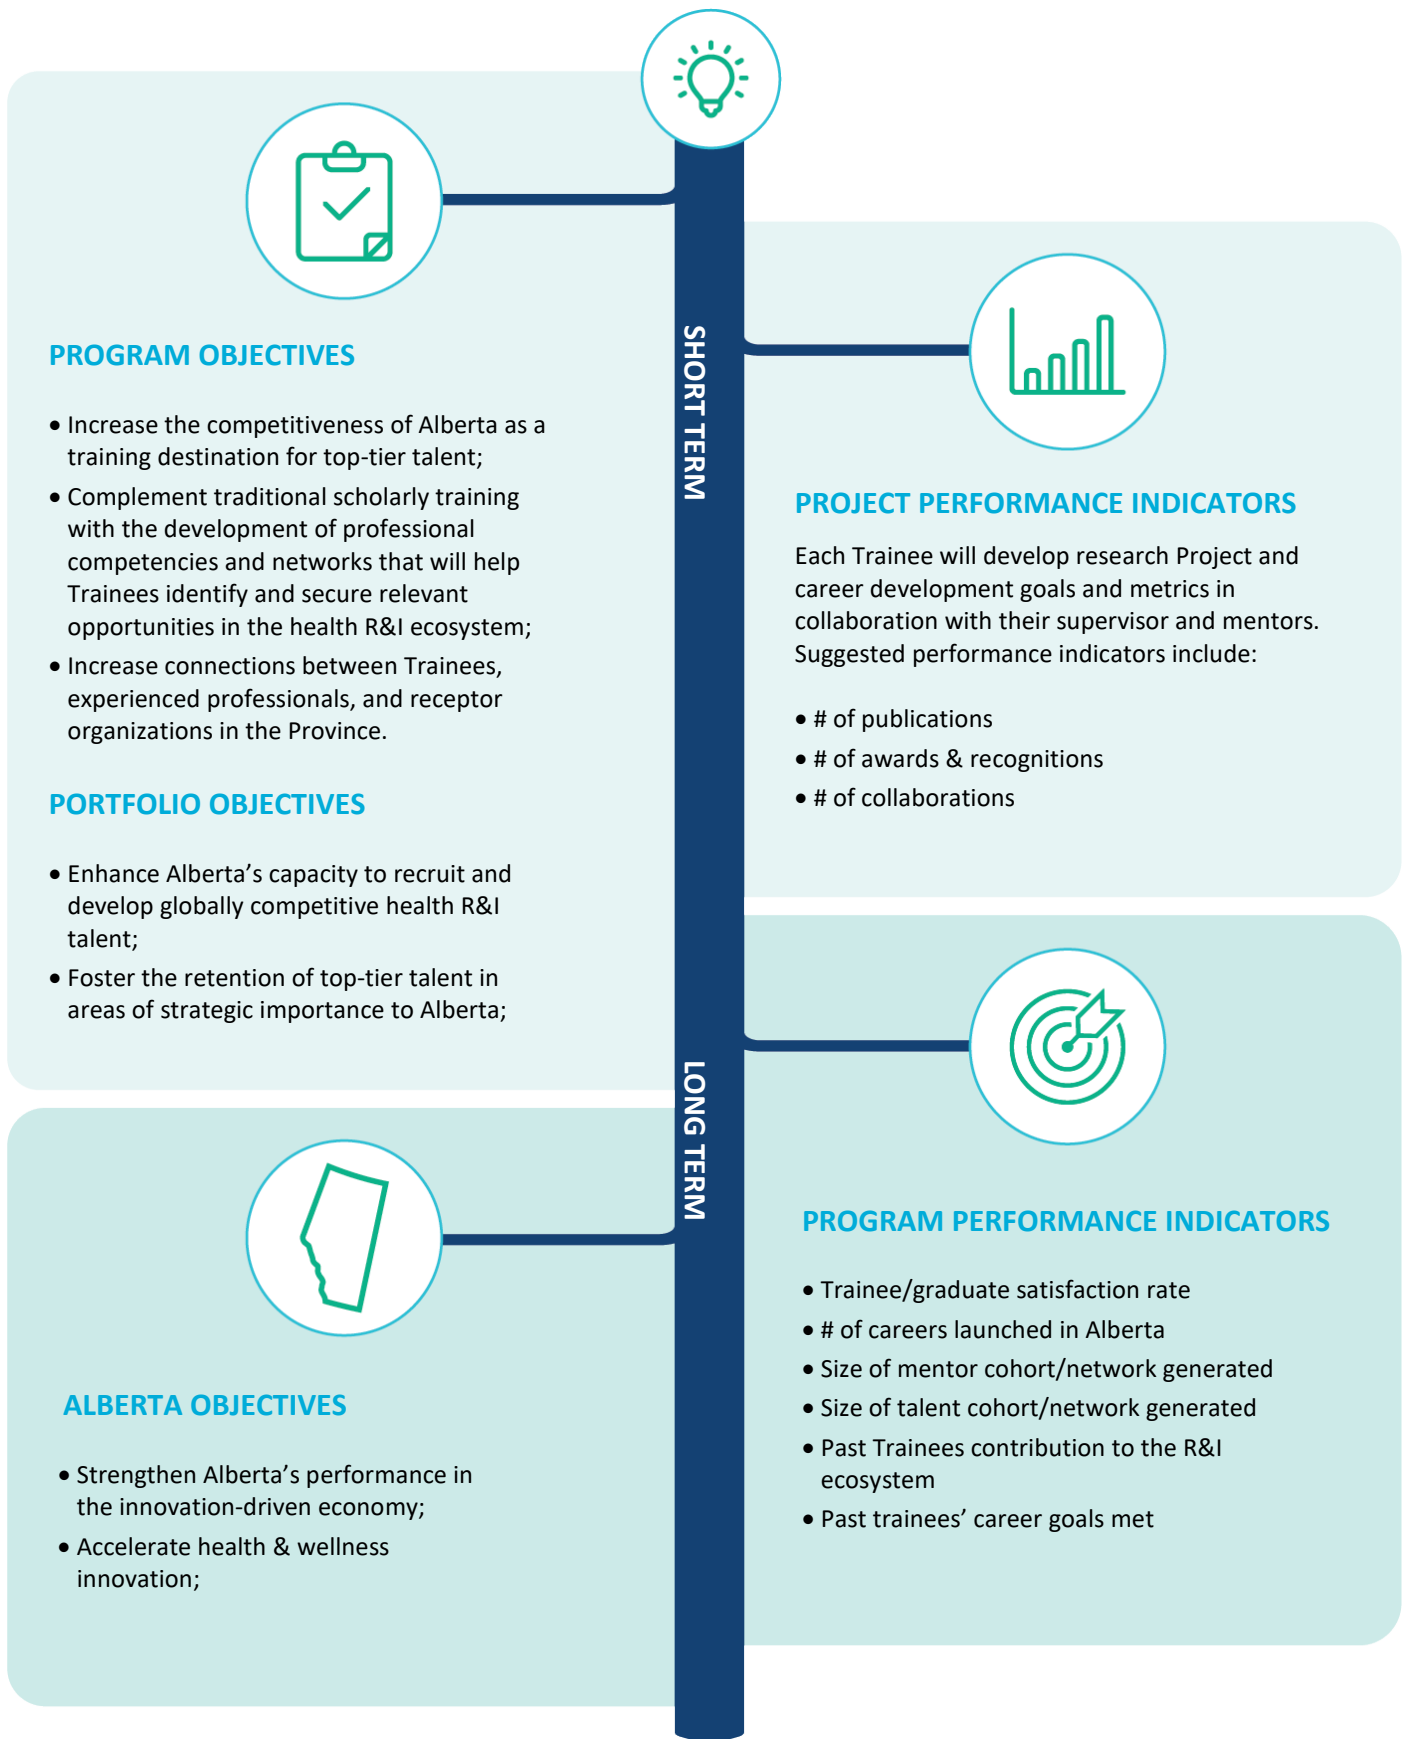 PROGRAM OBJECTIVES
• Increase the competitiveness of Alberta as a
training destination for top-tier talent;
• Complement traditional scholarly training
with the development of professional
competencies and networks that will help
Trainees identify and secure relevant
opportunities in the health R&I ecosystem;
• Increase connections between Trainees,
experienced professionals, and receptor
organizations in the Province.
PORTFOLIO OBJECTIVES
• Enhance Alberta’s capacity to recruit and
develop globally competitive health R&I
talent;
• Foster the retention of top-tier talent in
areas of strategic importance to Alberta;
SHORT TERM
PROJECT PERFORMANCE INDICATORS
Each Trainee will develop research Project and
career development goals and metrics in
collaboration with their supervisor and mentors.
Suggested performance indicators include:
• # of publications
• # of awards & recognitions
• # of collaborations
LONG TERM
ALBERTA OBJECTIVES
• Strengthen Alberta’s performance in
the innovation-driven economy;
• Accelerate health & wellness
innovation;
PROGRAM PERFORMANCE INDICATORS
• Trainee/graduate satisfaction rate
• # of careers launched in Alberta
• Size of mentor cohort/network generated
• Size of talent cohort/network generated
• Past Trainees contribution to the R&I
ecosystem
• Past trainees’ career goals met